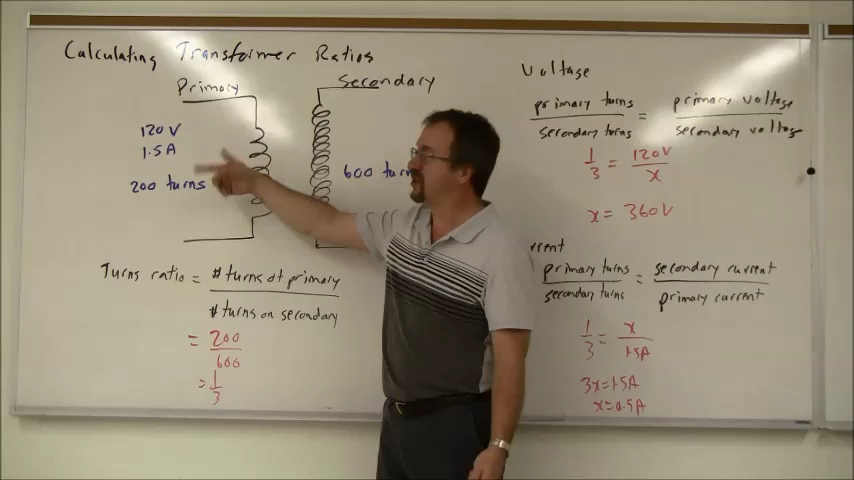 Calculating Transformer Ratios
Primary
Secondary
120 V
1.5 A
200 turns
600 turn
Turns ratio = # turns at primary
# turns on secondary
= 200
600
= 1
3
Voltage
primary turns = primary voltage
secondary turns secondary voltage
1 = 120V
3 x
x = 360V
rrent
primary turns = secondary current
secondary turns primary current
1 = x
3 1.5A
3x = 1.5A
x = 0.5A